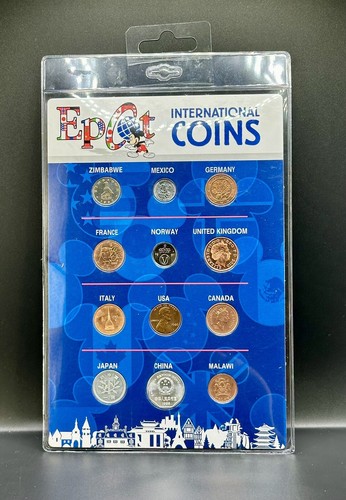 Epcot
INTERNATIONAL
COINS
ZIMBABWE MEXICO GERMANY
FRANCE NORWAY UNITED KINGDOM
ITALY USA CANADA
JAPAN CHINA MALAWI